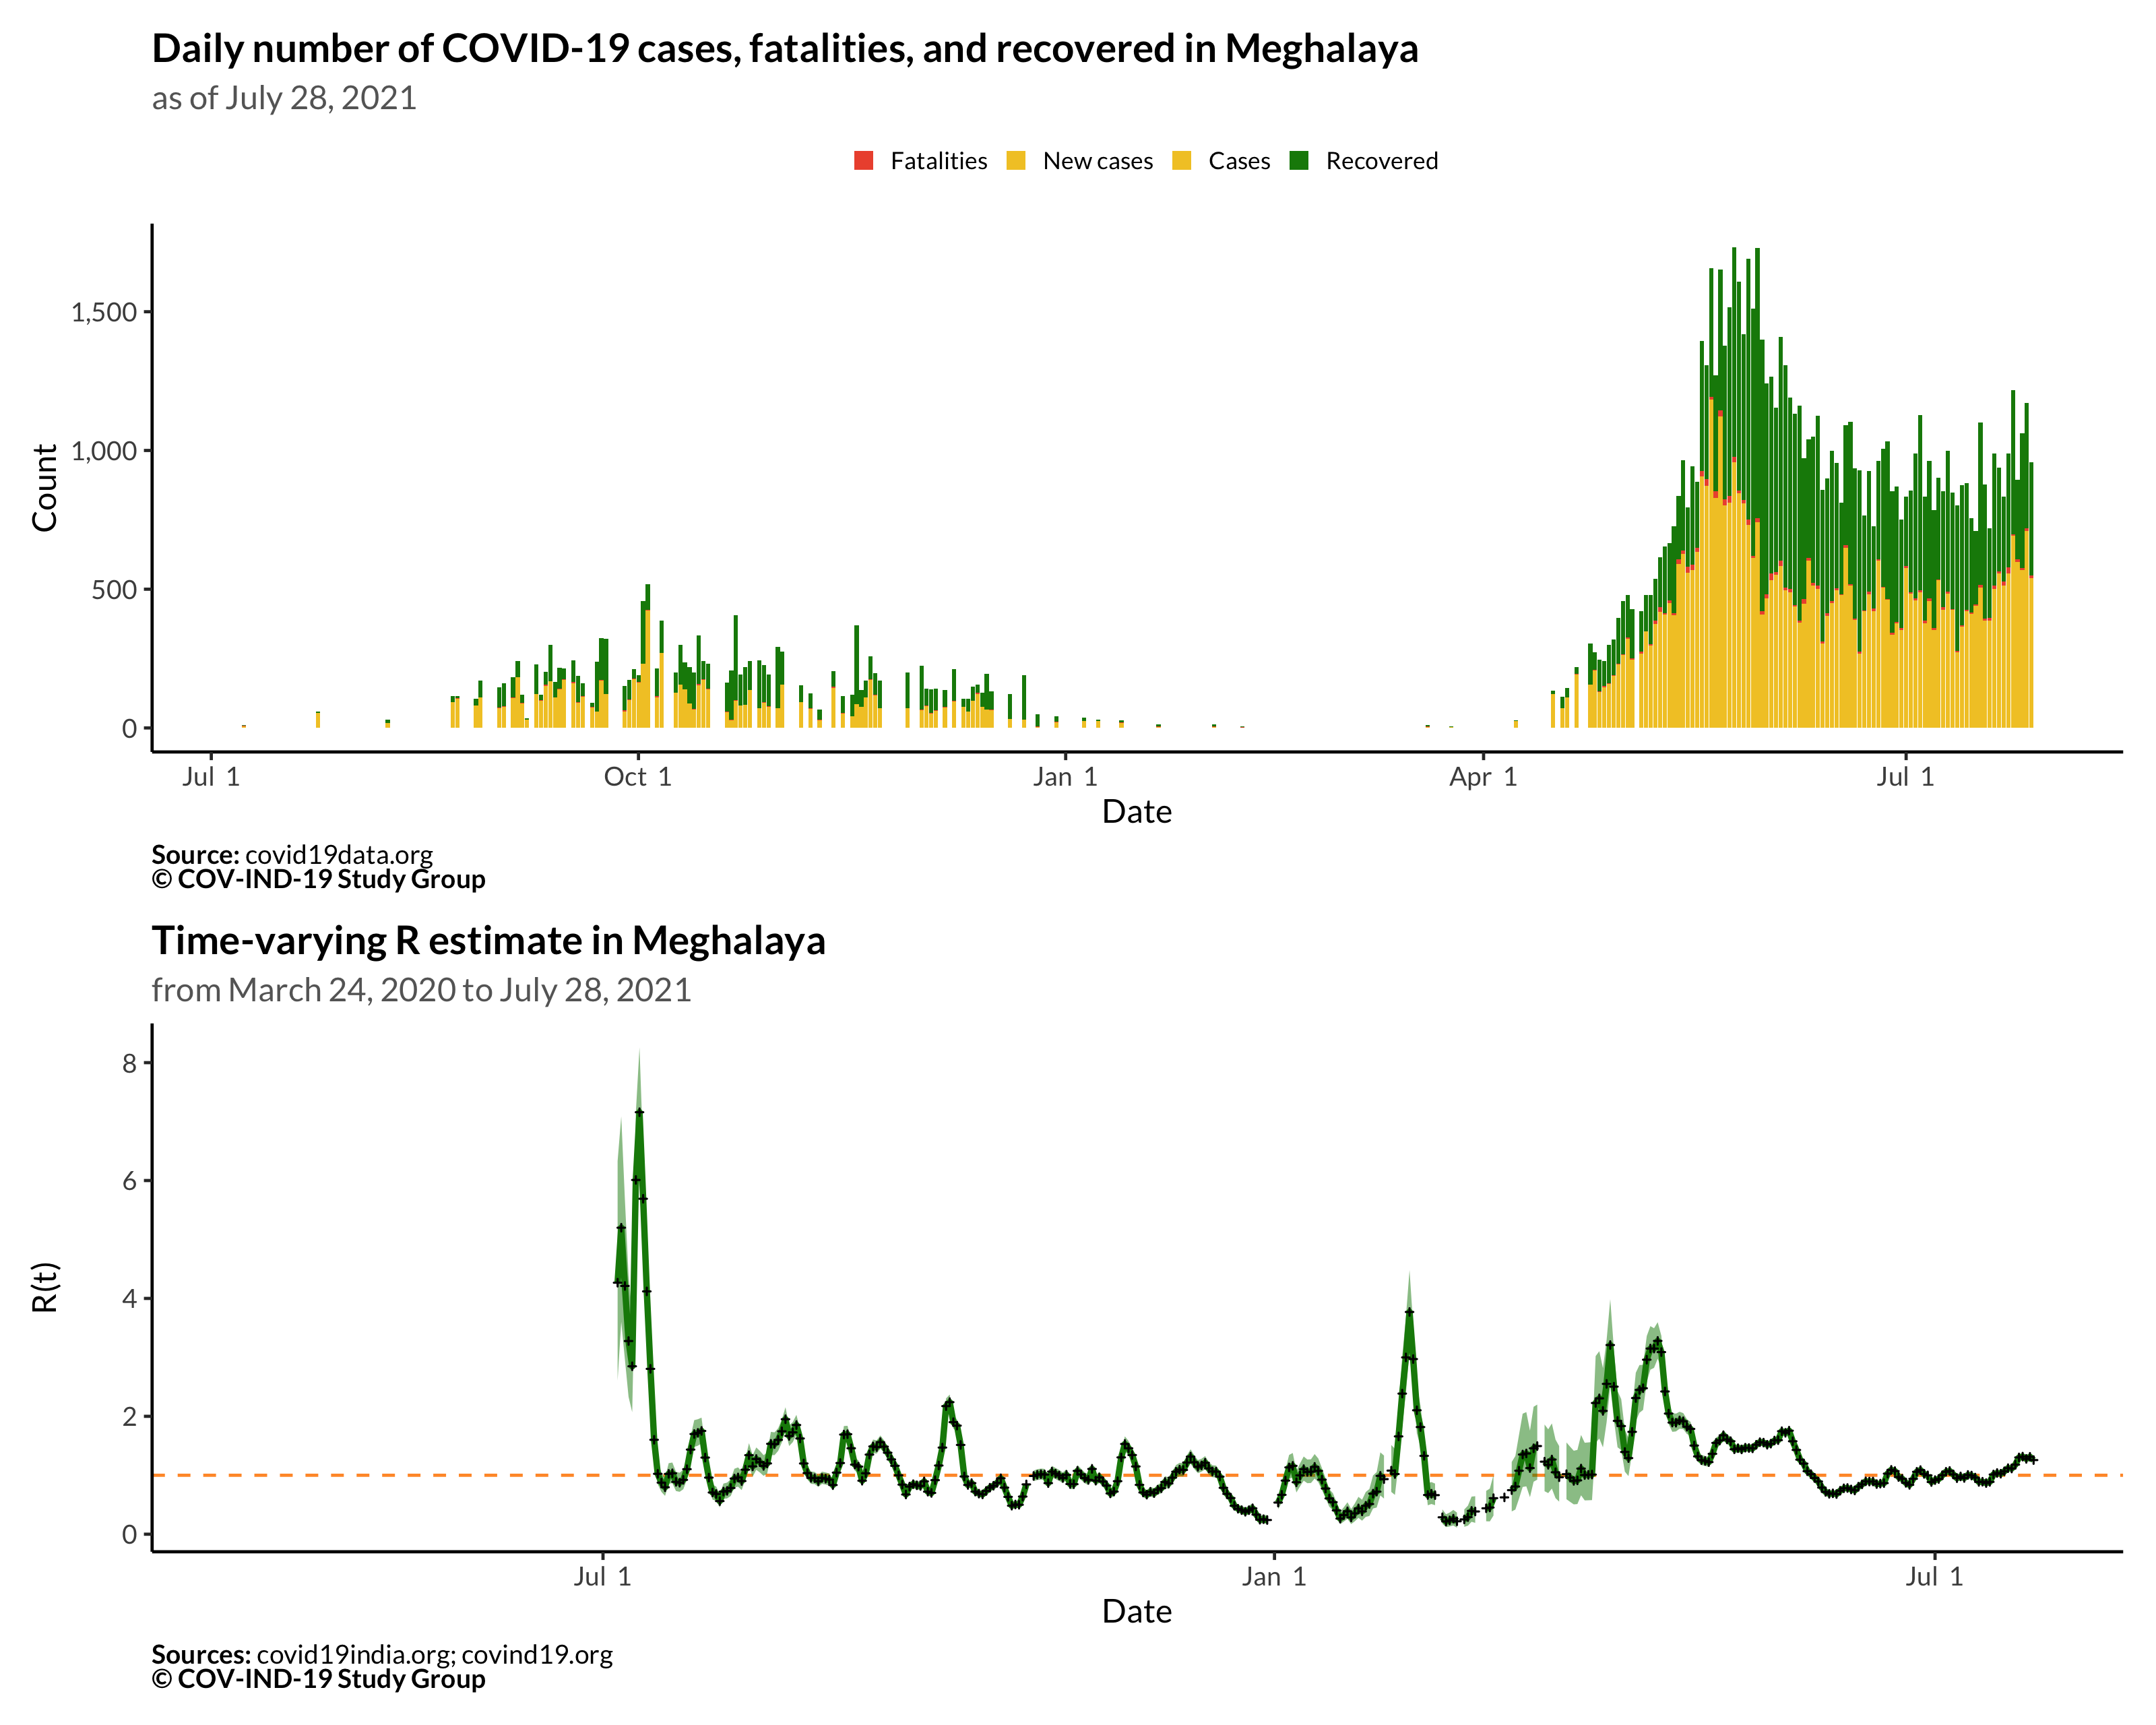 Daily number of COVID-19 cases, fatalities, and recovered in Meghalaya
as of July 28, 2021
Fatalities New cases Cases Recovered
1,500
1,000
500
0
Count
Jul 1 Oct 1 Jan 1 Apr 1 Jul 1
Date
Source: covid19data.org
© COV-IND-19 Study Group
Time-varying R estimate in Meghalaya
from March 24, 2020 to July 28, 2021
8
6
4
2
0
R(t)
Jul 1 Jan 1 Jul 1
Date
Sources: covid19india.org; covind19.org
© COV-IND-19 Study Group